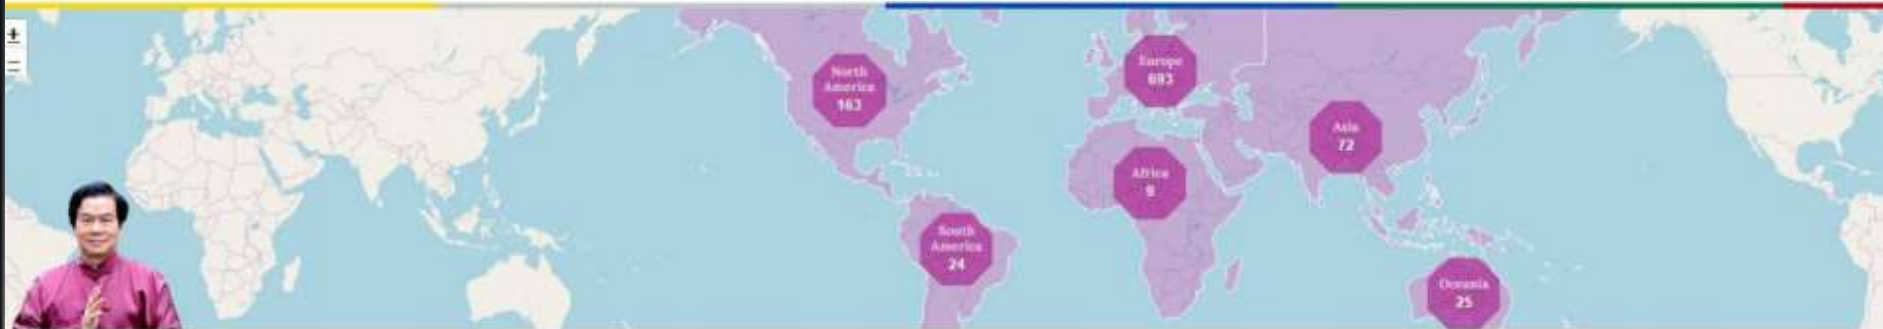 +
−
North
America
163
Europe
693
Asia
72
Africa
9
South
America
24
Oceania
25